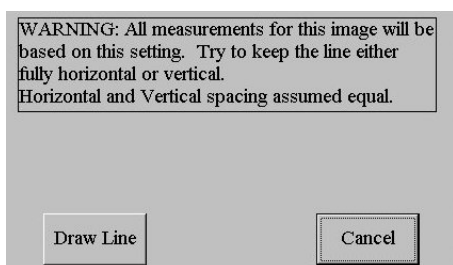 WARNING: All measurements for this image will be
based on this setting.  Try to keep the line either
fully horizontal or vertical.
Horizontal and Vertical spacing assumed equal.
Draw Line
Cancel